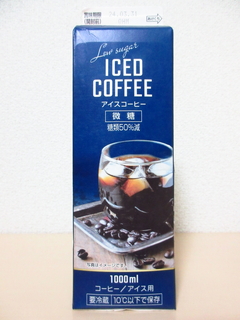 Low sugar
ICED
COFFEE
アイスコーヒー
微糖
糖類50%減
1000ml
コーヒー/アイス用
要冷蔵 10℃以下で保存